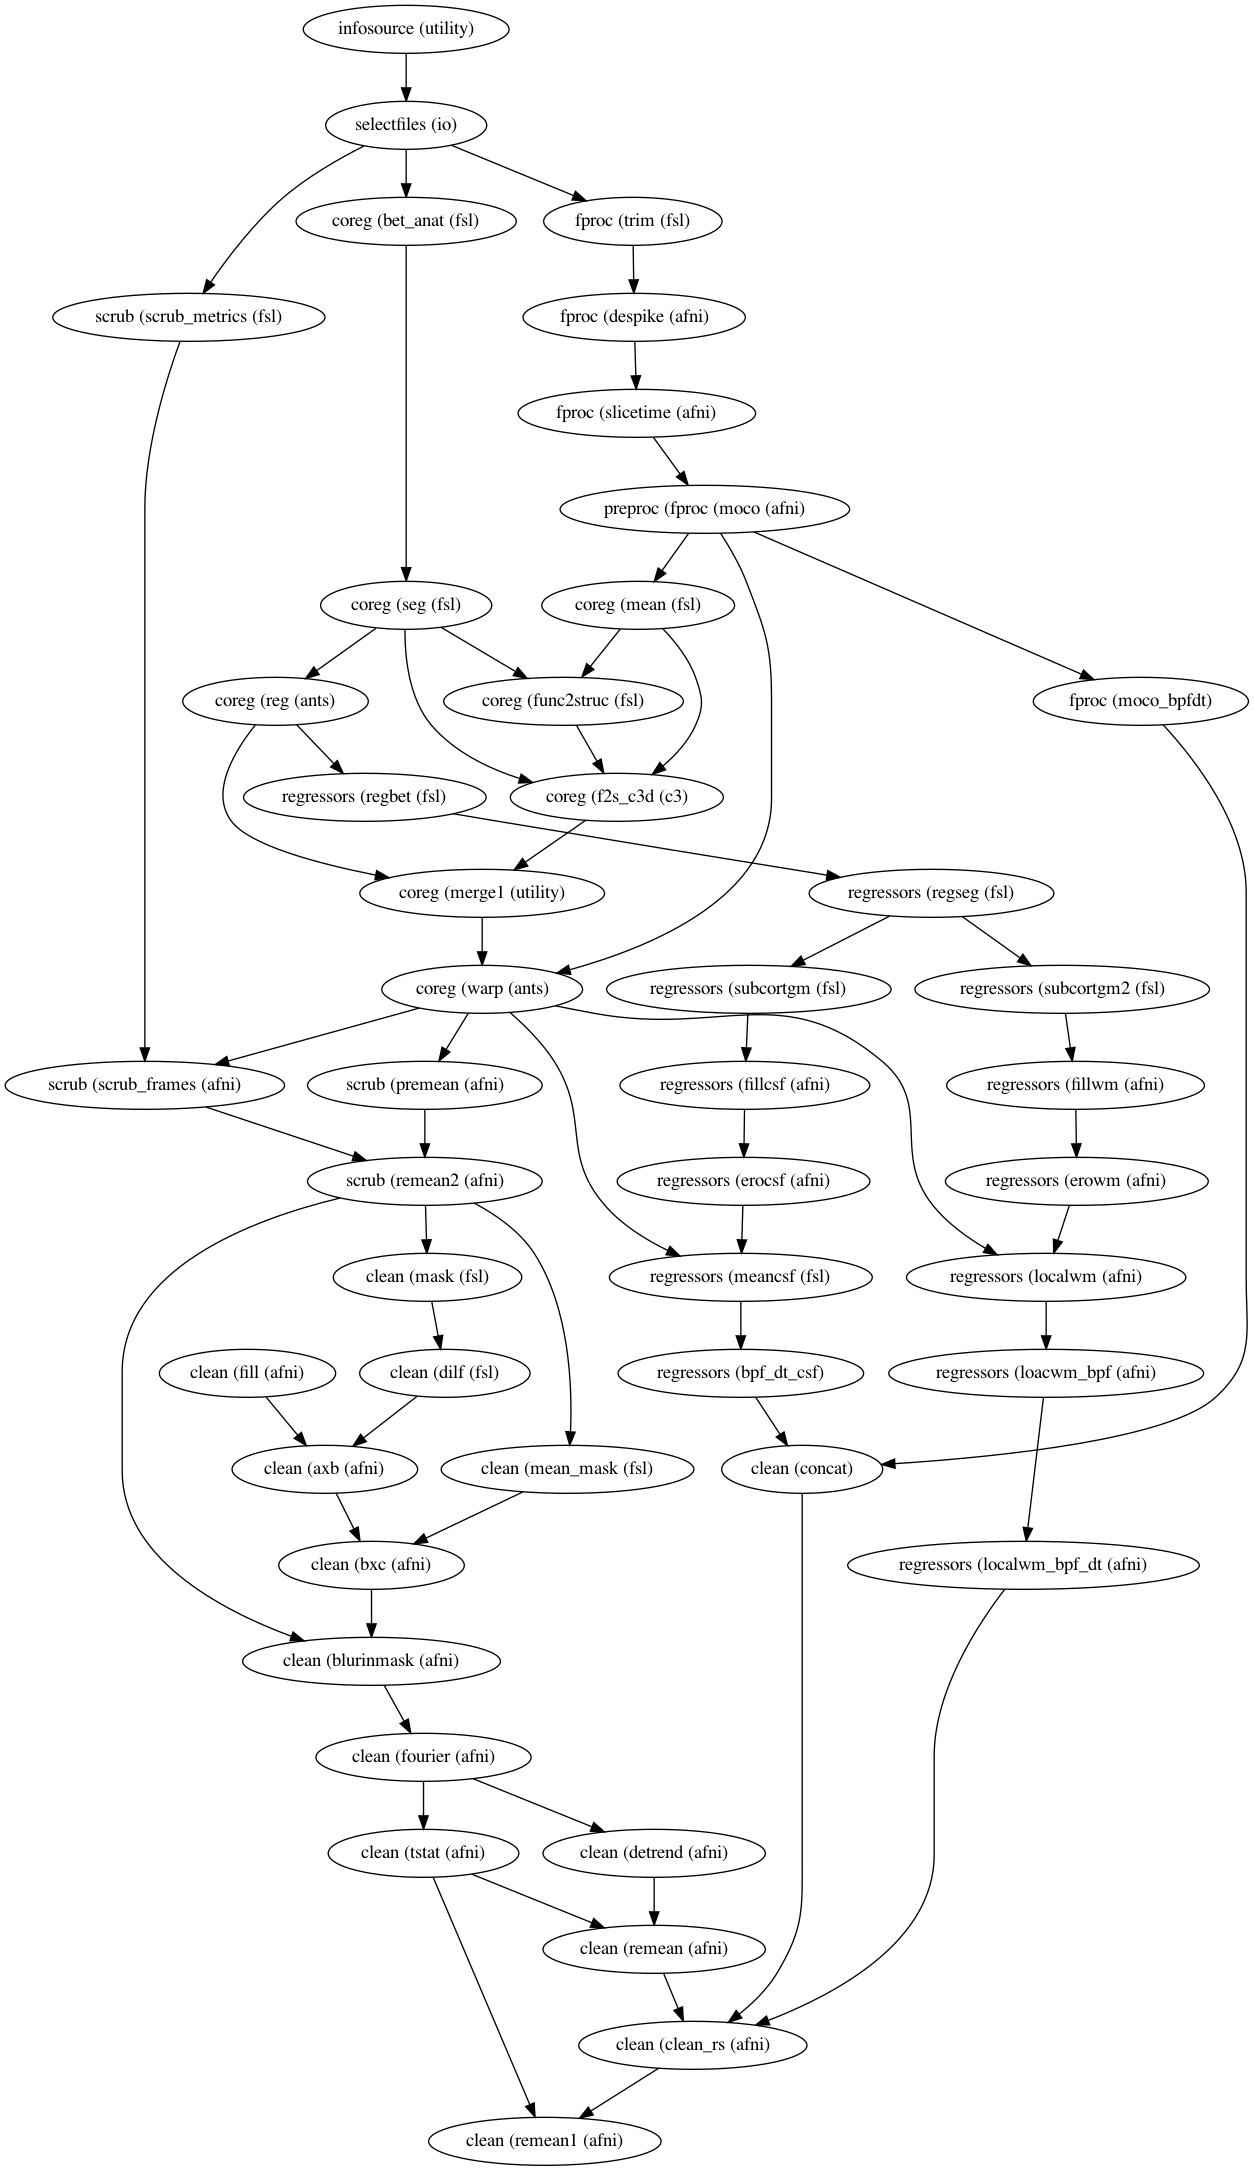 infosource (utility)
selectfiles (io)
coreg (bet_anat (fsl)
fproc (trim (fsl)
scrub (scrub_metrics (fsl)
fproc (despike (afni)
fproc (slicetime (afni)
preproc (fproc (moco (afni)
coreg (seg (fsl)
coreg (mean (fsl)
coreg (reg (ants)
coreg (func2struc (fsl)
fproc (moco_bpfdt)
regressors (regbet (fsl)
coreg (f2s_c3d (c3)
coreg (merge1 (utility)
regressors (regseg (fsl)
coreg (warp (ants)
regressors (subcortgm (fsl)
regressors (subcortgm2 (fsl)
scrub (scrub_frames (afni)
scrub (premean (afni)
regressors (fillcsf (afni)
regressors (fillwm (afni)
scrub (remean2 (afni)
regressors (erocsf (afni)
regressors (erowm (afni)
clean (mask (fsl)
regressors (meancsf (fsl)
regressors (localwm (afni)
clean (fill (afni)
clean (dilf (fsl)
regressors (bpf_dt_csf)
regressors (loacwm_bpf (afni)
clean (axb (afni)
clean (mean_mask (fsl)
clean (concat)
clean (bxc (afni)
regressors (localwm_bpf_dt (afni)
clean (blurinmask (afni)
clean (fourier (afni)
clean (tstat (afni)
clean (detrend (afni)
clean (remean (afni)
clean (clean_rs (afni)
clean (remean1 (afni)